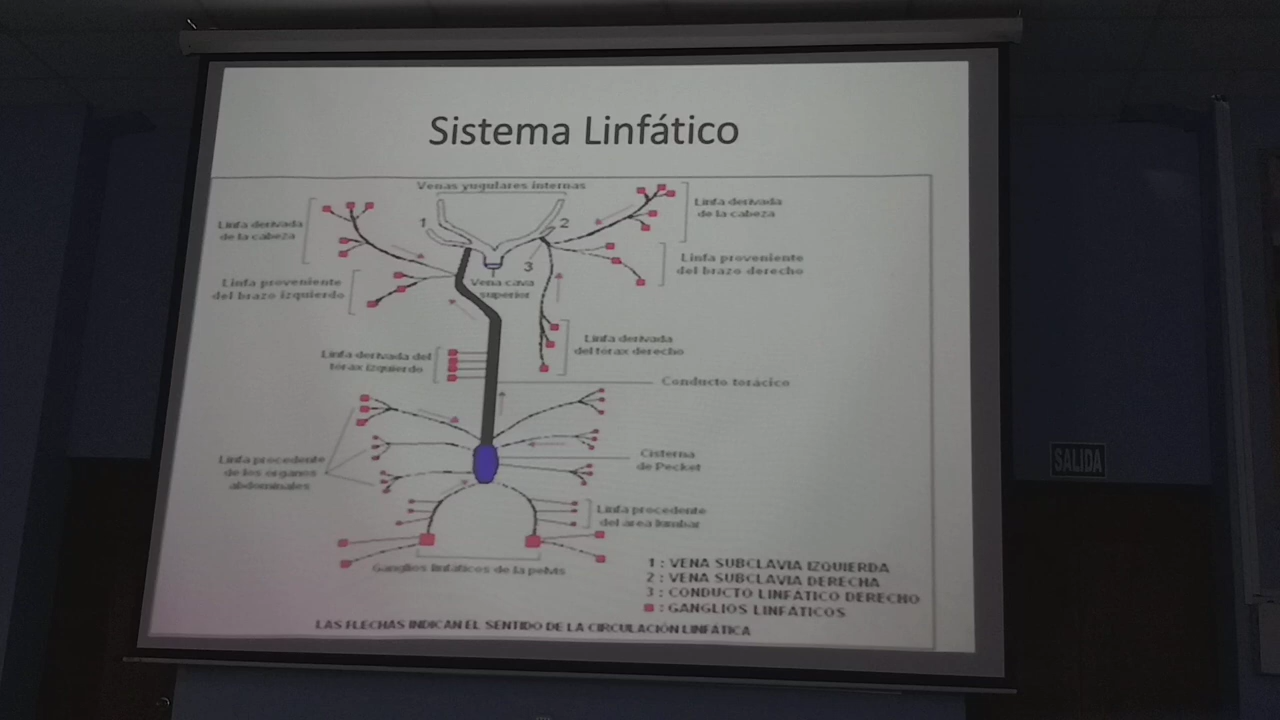 Sistema Linfático
Venas yugulares internas
Linfa derivada
de la cabeza
1
2
3
Linfa derivada
de la cabeza
Linfa proveniente
del brazo izquierdo
Vena cava
superior
Linfa proveniente
del brazo derecho
Linfa derivada del
tórax izquierdo
Linfa derivada
del tórax derecho
Conducto torácico
Linfa procedente
de los órganos
abdominales
Cisterna
de Pecket
Linfa procedente
del área lumbar
Ganglios linfáticos de la pelvis
1 : VENA SUBCLAVIA IZQUIERDA
2 : VENA SUBCLAVIA DERECHA
3 : CONDUCTO LINFÁTICO DERECHO
: GANGLIOS LINFÁTICOS
LAS FLECHAS INDICAN EL SENTIDO DE LA CIRCULACIÓN LINFÁTICA
SALIDA